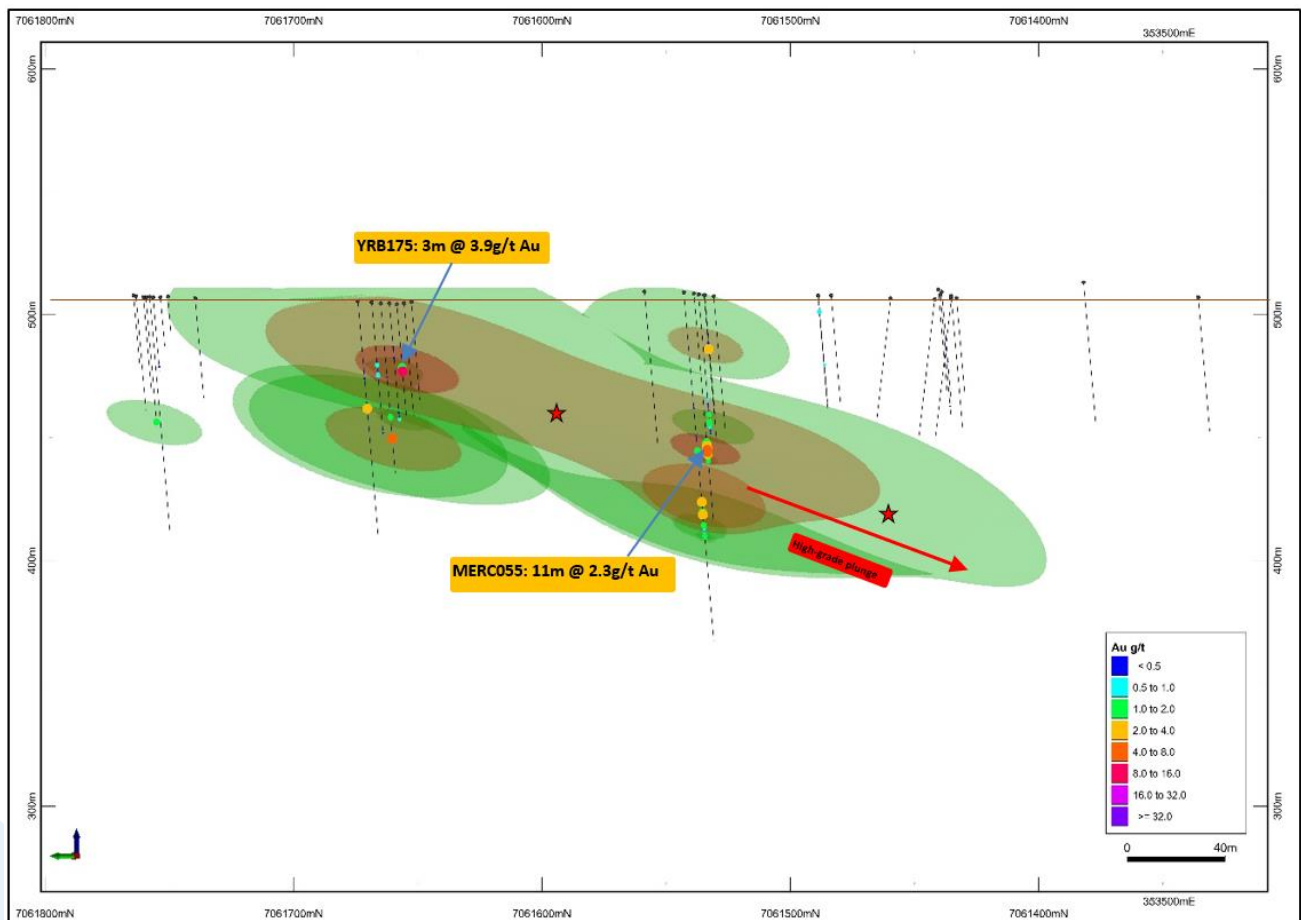 7061800mN 7061700mN 7061600mN 7061500mN 7061400mN
353500mE
600m 600m
YRB175: 3m @ 3.9g/t Au
500m 500m
MERC055: 11m @ 2.3g/t Au
High-grade plunge
400m 400m
Au g/t
< 0.5
0.5 to 1.0
1.0 to 2.0
2.0 to 4.0
4.0 to 8.0
8.0 to 16.0
16.0 to 32.0
>= 32.0
300m 300m
0 40m
7061800mN 7061700mN 7061600mN 7061500mN 7061400mN 353500mE